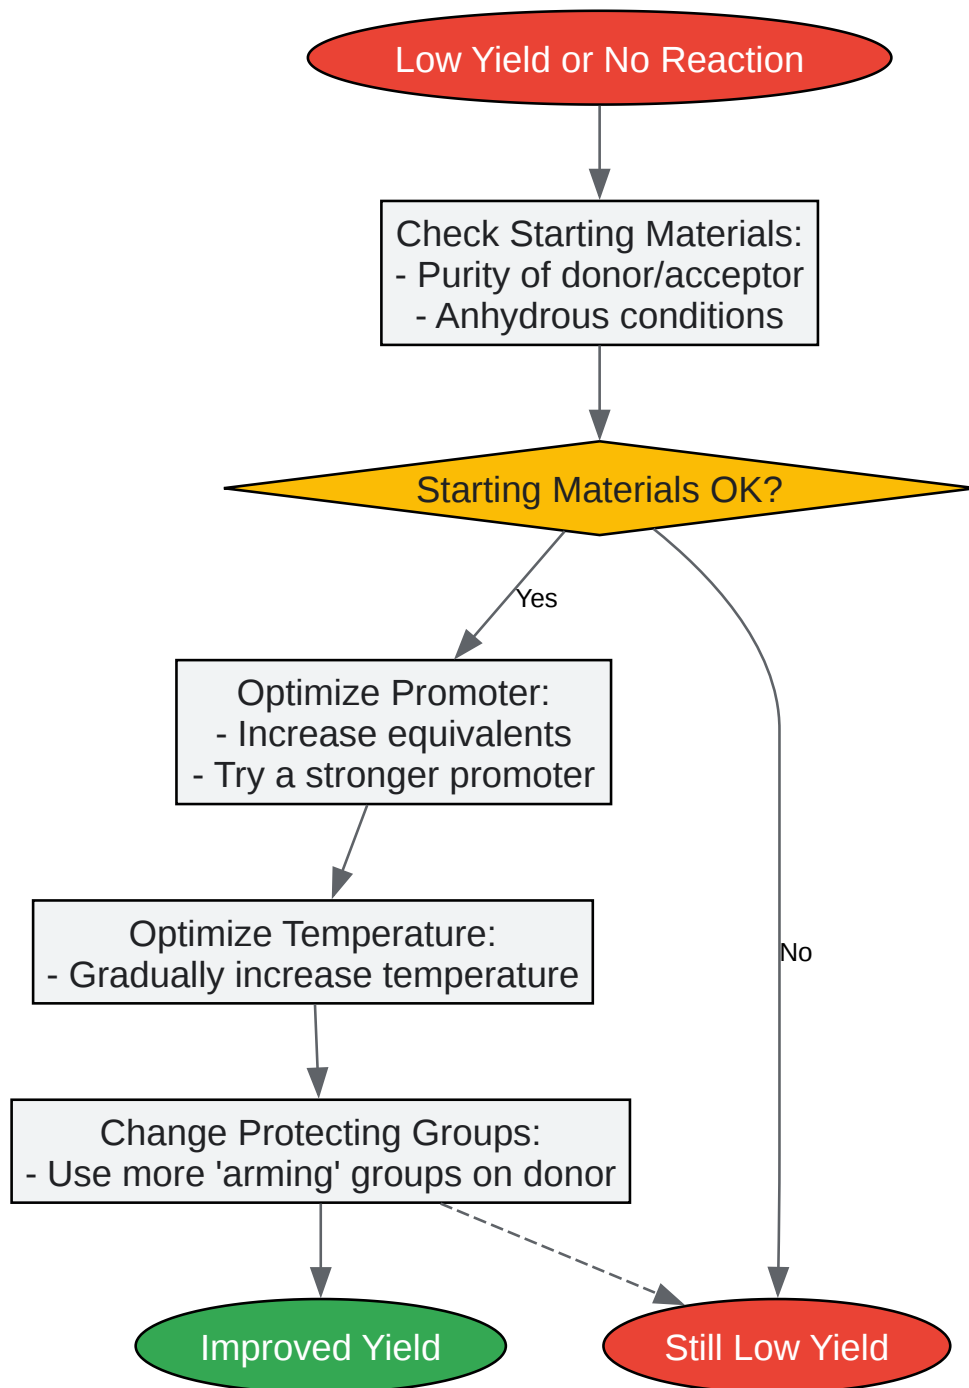 Low Yield or No Reaction
Check Starting Materials:
- Purity of donor/acceptor
- Anhydrous conditions
Starting Materials OK?
Yes
Optimize Promoter:
- Increase equivalents
- Try a stronger promoter
Optimize Temperature:
- Gradually increase temperature
No
Change Protecting Groups:
- Use more 'arming' groups on donor
Improved Yield
Still Low Yield